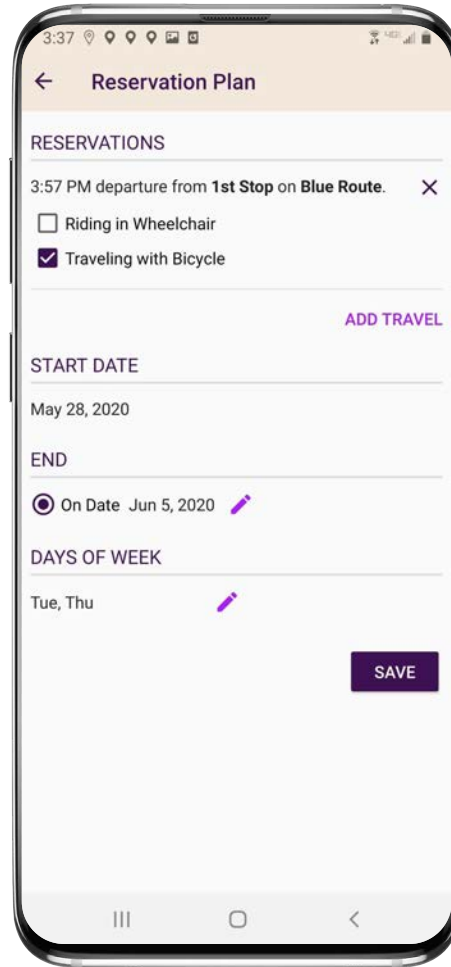 3:37
Reservation Plan
RESERVATIONS
3:57 PM departure from 1st Stop on Blue Route.
Riding in Wheelchair
Traveling with Bicycle
ADD TRAVEL
START DATE
May 28, 2020
END
On Date Jun 5, 2020
DAYS OF WEEK
Tue, Thu
SAVE